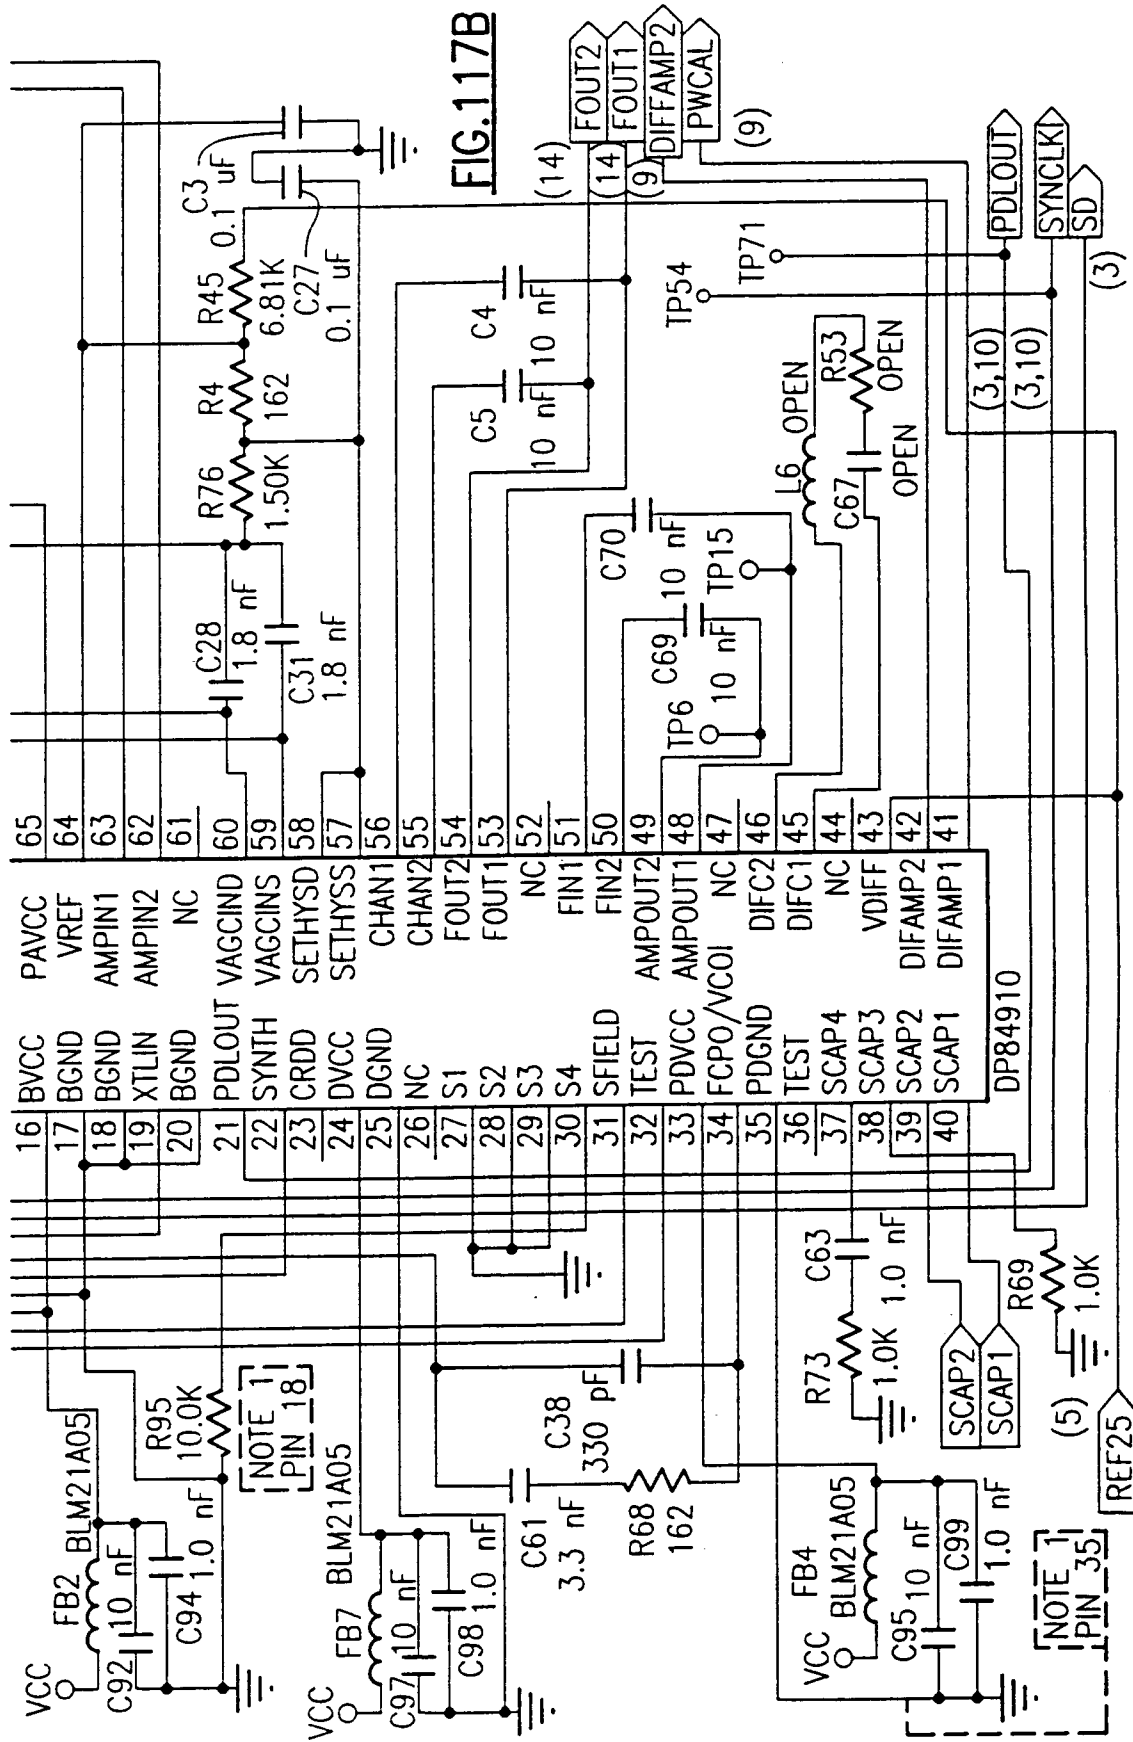 FIG.117B
FOUT2
FOUT1
DIFFAMP2
PWCAL
(14)
(14
(9
(9)
C3
0.1 uF
C27
0.1 uF
R45
6.81K
R4
162
R76
1.50K
C28
1.8 nF
C31
1.8 nF
C4
10 nF
C5
10 nF
C70
10 nF
C69
10 nF
TP15
TP6
TP54
TP71
L6
OPEN
R53
OPEN
C67
OPEN
PDLOUT
SYNCLKI
SD
(3,10)
(3,10)
(3)
65 PAVCC
64 VREF
63 AMPIN1
62 AMPIN2
61 NC
60 VAGCIND
59 VAGCINS
58 SETHYSD
57 SETHYSS
56 CHAN1
55 CHAN2
54 FOUT2
53 FOUT1
52 NC
51 FIN1
50 FIN2
49 AMPOUT2
48 AMPOUT1
47 NC
46 DIFC2
45 DIFC1
44 NC
43 VDIFF
42 DIFAMP2
41 DIFAMP1
DP84910
16 BVCC
17 BGND
18 BGND
19 XTLIN
20 BGND
21 PDLOUT
22 SYNTH
23 CRDD
24 DVCC
25 DGND
26 NC
27 S1
28 S2
29 S3
30 S4
31 SFIELD
32 TEST
33 PDVCC
34 FCPO/VCOI
35 PDGND
36 TEST
37 SCAP4
38 SCAP3
39 SCAP2
40 SCAP1
R95
10.0K
NOTE 1
PIN 18
VCC
FB2
BLM21A05
C92
10 nF
C94
1.0 nF
VCC
FB7
BLM21A05
C97
10 nF
C98
1.0 nF
C61
3.3 nF
C38
330 pF
R68
162
VCC
FB4
BLM21A05
C95
10 nF
C99
1.0 nF
NOTE 1
PIN 35
C63
1.0 nF
R73
1.0K
R69
1.0K
SCAP2
SCAP1
(5)
REF25